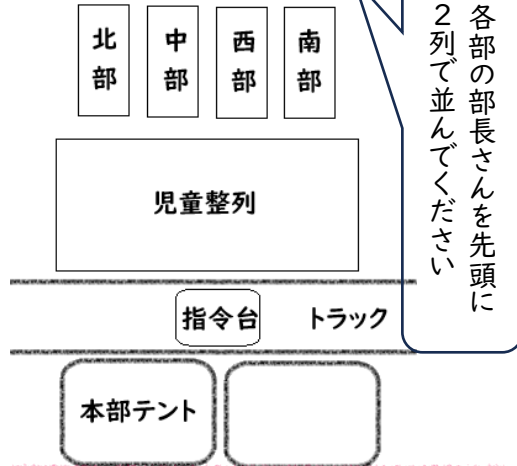 各部の部長さんを先頭に
２列で並んでください
北部
中部
西部
南部
児童整列
指令台
トラック
本部テント